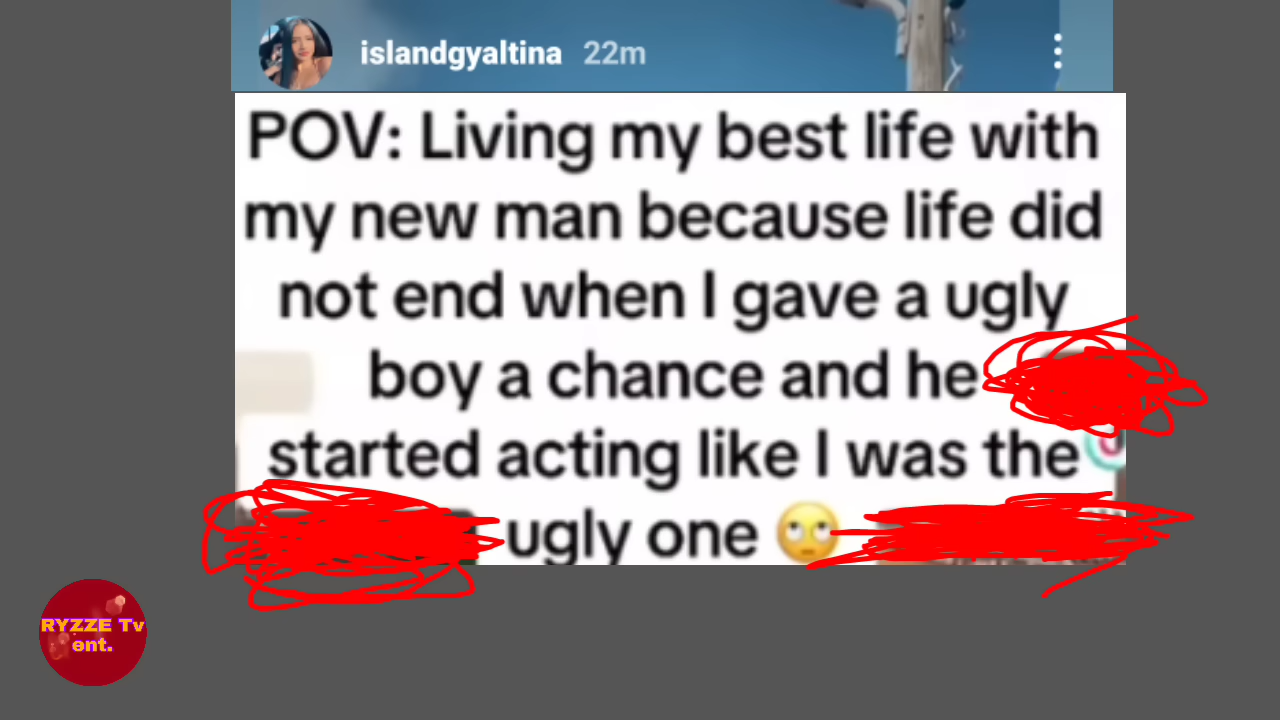 islandgyaltina 22m
POV: Living my best life with
my new man because life did
not end when I gave a ugly
boy a chance and he
started acting like I was the
ugly one 🙄
RYZZE Tv
ent.